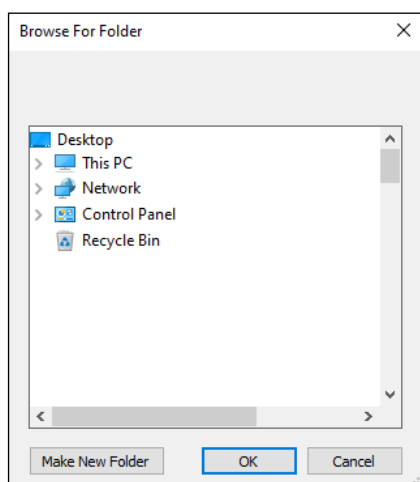 Browse For Folder
Desktop
This PC
Network
Control Panel
Recycle Bin
Make New Folder OK Cancel